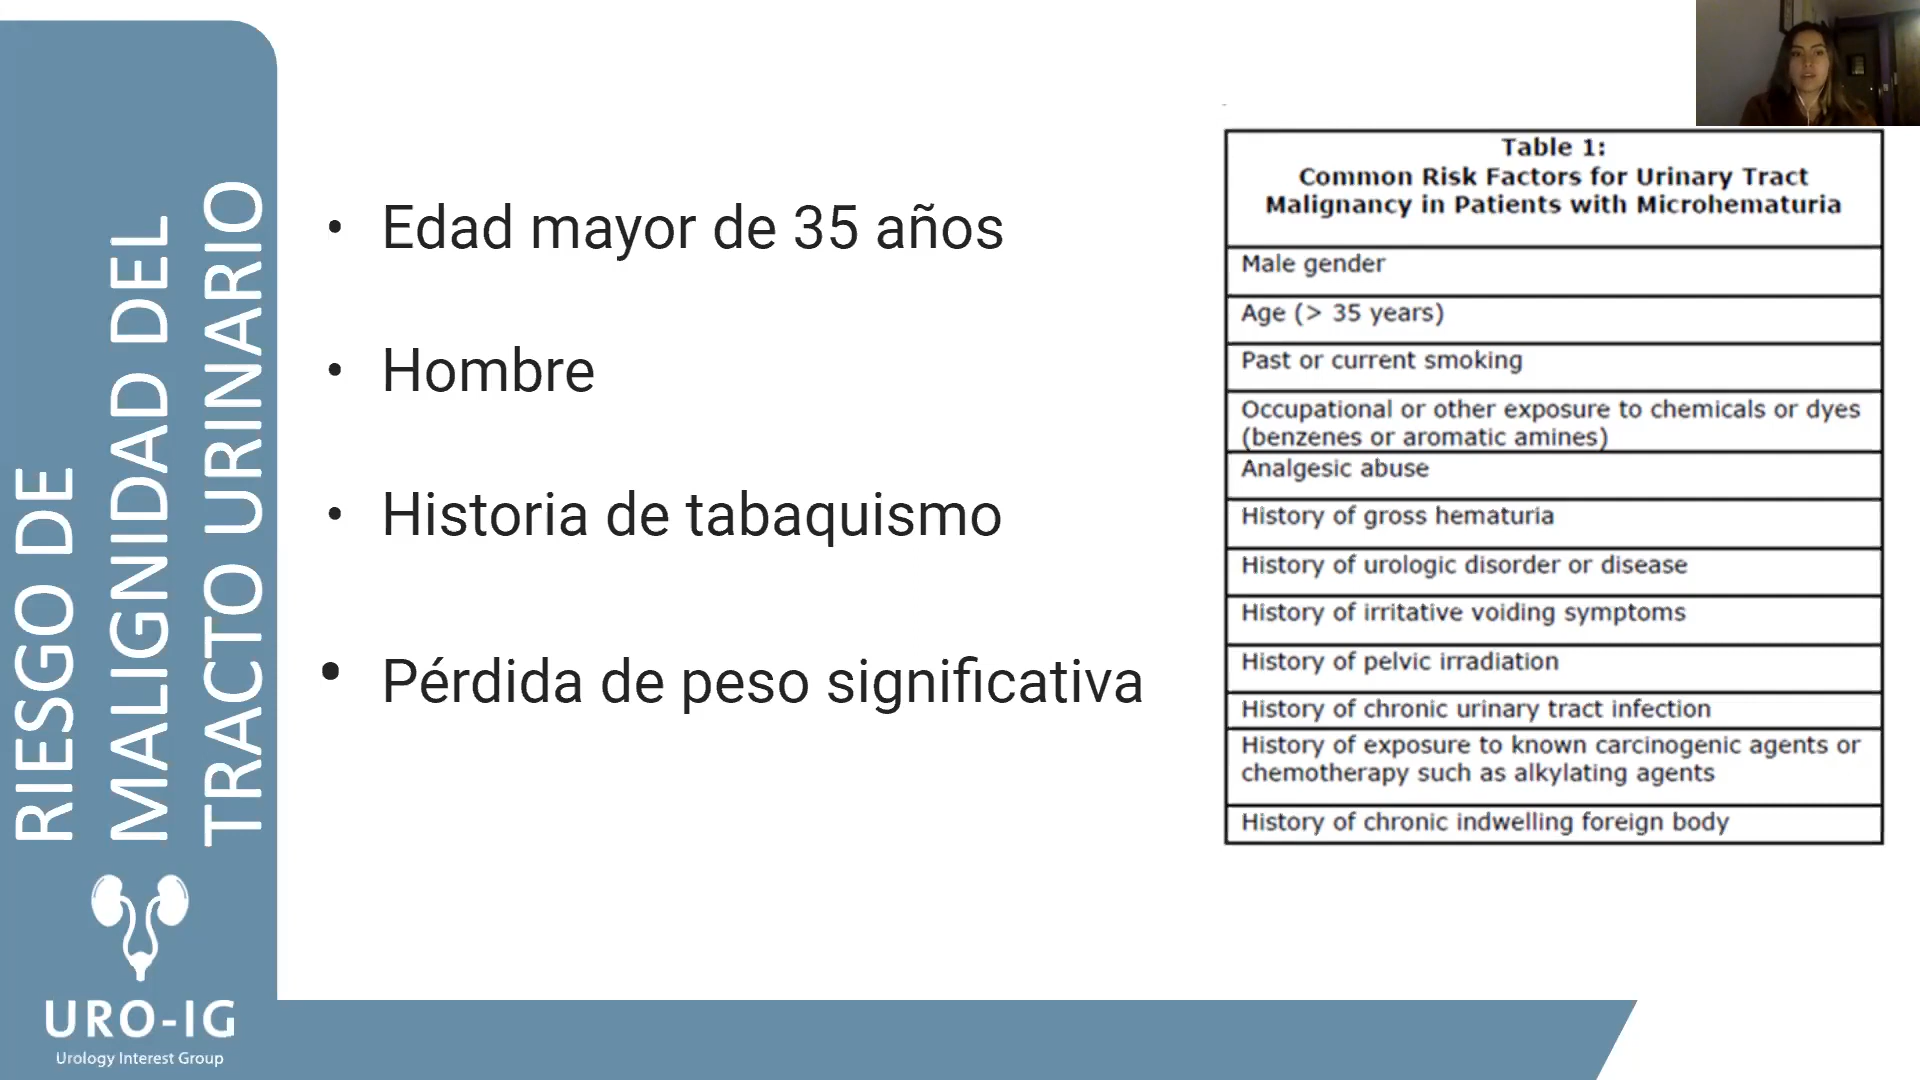 RIESGO DE
MALIGNIDAD DEL
TRACTO URINARIO
URO-IG
Urology Interest Group
• Edad mayor de 35 años
• Hombre
• Historia de tabaquismo
• Pérdida de peso significativa
Table 1:
Common Risk Factors for Urinary Tract
Malignancy in Patients with Microhematuria
Male gender
Age (> 35 years)
Past or current smoking
Occupational or other exposure to chemicals or dyes
(benzenes or aromatic amines)
Analgesic abuse
History of gross hematuria
History of urologic disorder or disease
History of irritative voiding symptoms
History of pelvic irradiation
History of chronic urinary tract infection
History of exposure to known carcinogenic agents or
chemotherapy such as alkylating agents
History of chronic indwelling foreign body